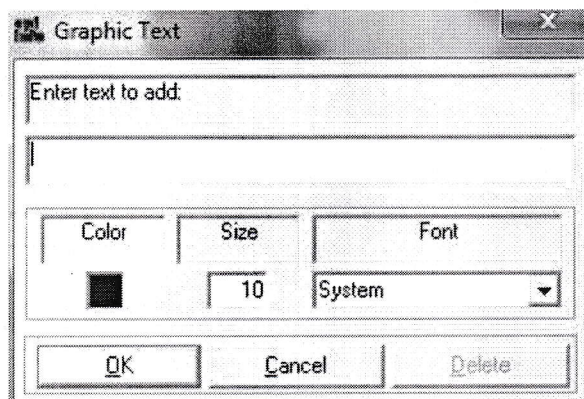 Graphic Text
Enter text to add:
Color Size Font
10 System
OK Cancel Delete